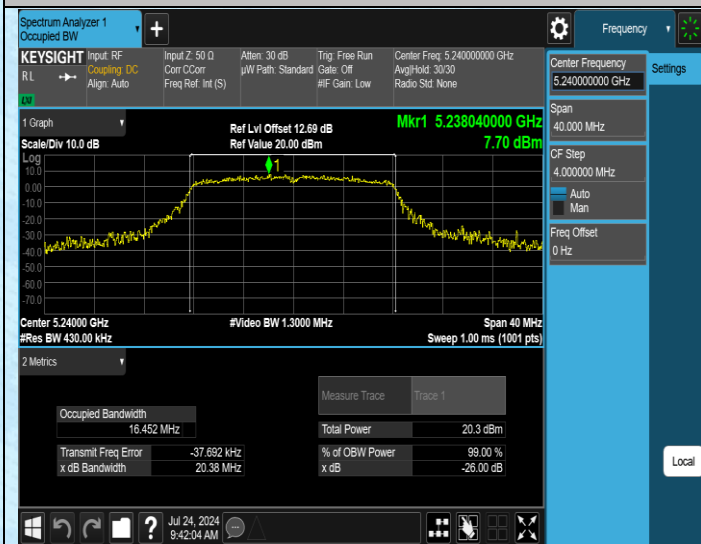 Spectrum Analyzer 1
Occupied BW
Frequency
KEYSIGHT
R L
Input: RF
Coupling: DC
Align: Auto
Input Z: 50 Ω
Corr CCorr
Freq Ref: Int (S)
Atten: 30 dB
µW Path: Standard
Trig: Free Run
Gate: Off
#IF Gain: Low
Center Freq: 5.240000000 GHz
Avg|Hold: 30/30
Radio Std: None
Center Frequency
5.240000000 GHz
Settings
Span
40.000 MHz
CF Step
4.000000 MHz
Auto
Man
Freq Offset
0 Hz
Local
1 Graph
Scale/Div 10.0 dB
Ref Lvl Offset 12.69 dB
Ref Value 20.00 dBm
Mkr1 5.238040000 GHz
7.70 dBm
Log
10.0
0.00
-10.0
-20.0
-30.0
-40.0
-50.0
-60.0
-70.0
1
Center 5.24000 GHz
#Res BW 430.00 kHz
#Video BW 1.3000 MHz
Span 40 MHz
Sweep 1.00 ms (1001 pts)
2 Metrics
Measure Trace
Trace 1
Occupied Bandwidth
16.452 MHz
Total Power
20.3 dBm
Transmit Freq Error
-37.692 kHz
% of OBW Power
99.00 %
x dB Bandwidth
20.38 MHz
x dB
-26.00 dB
?
Jul 24, 2024
9:42:04 AM